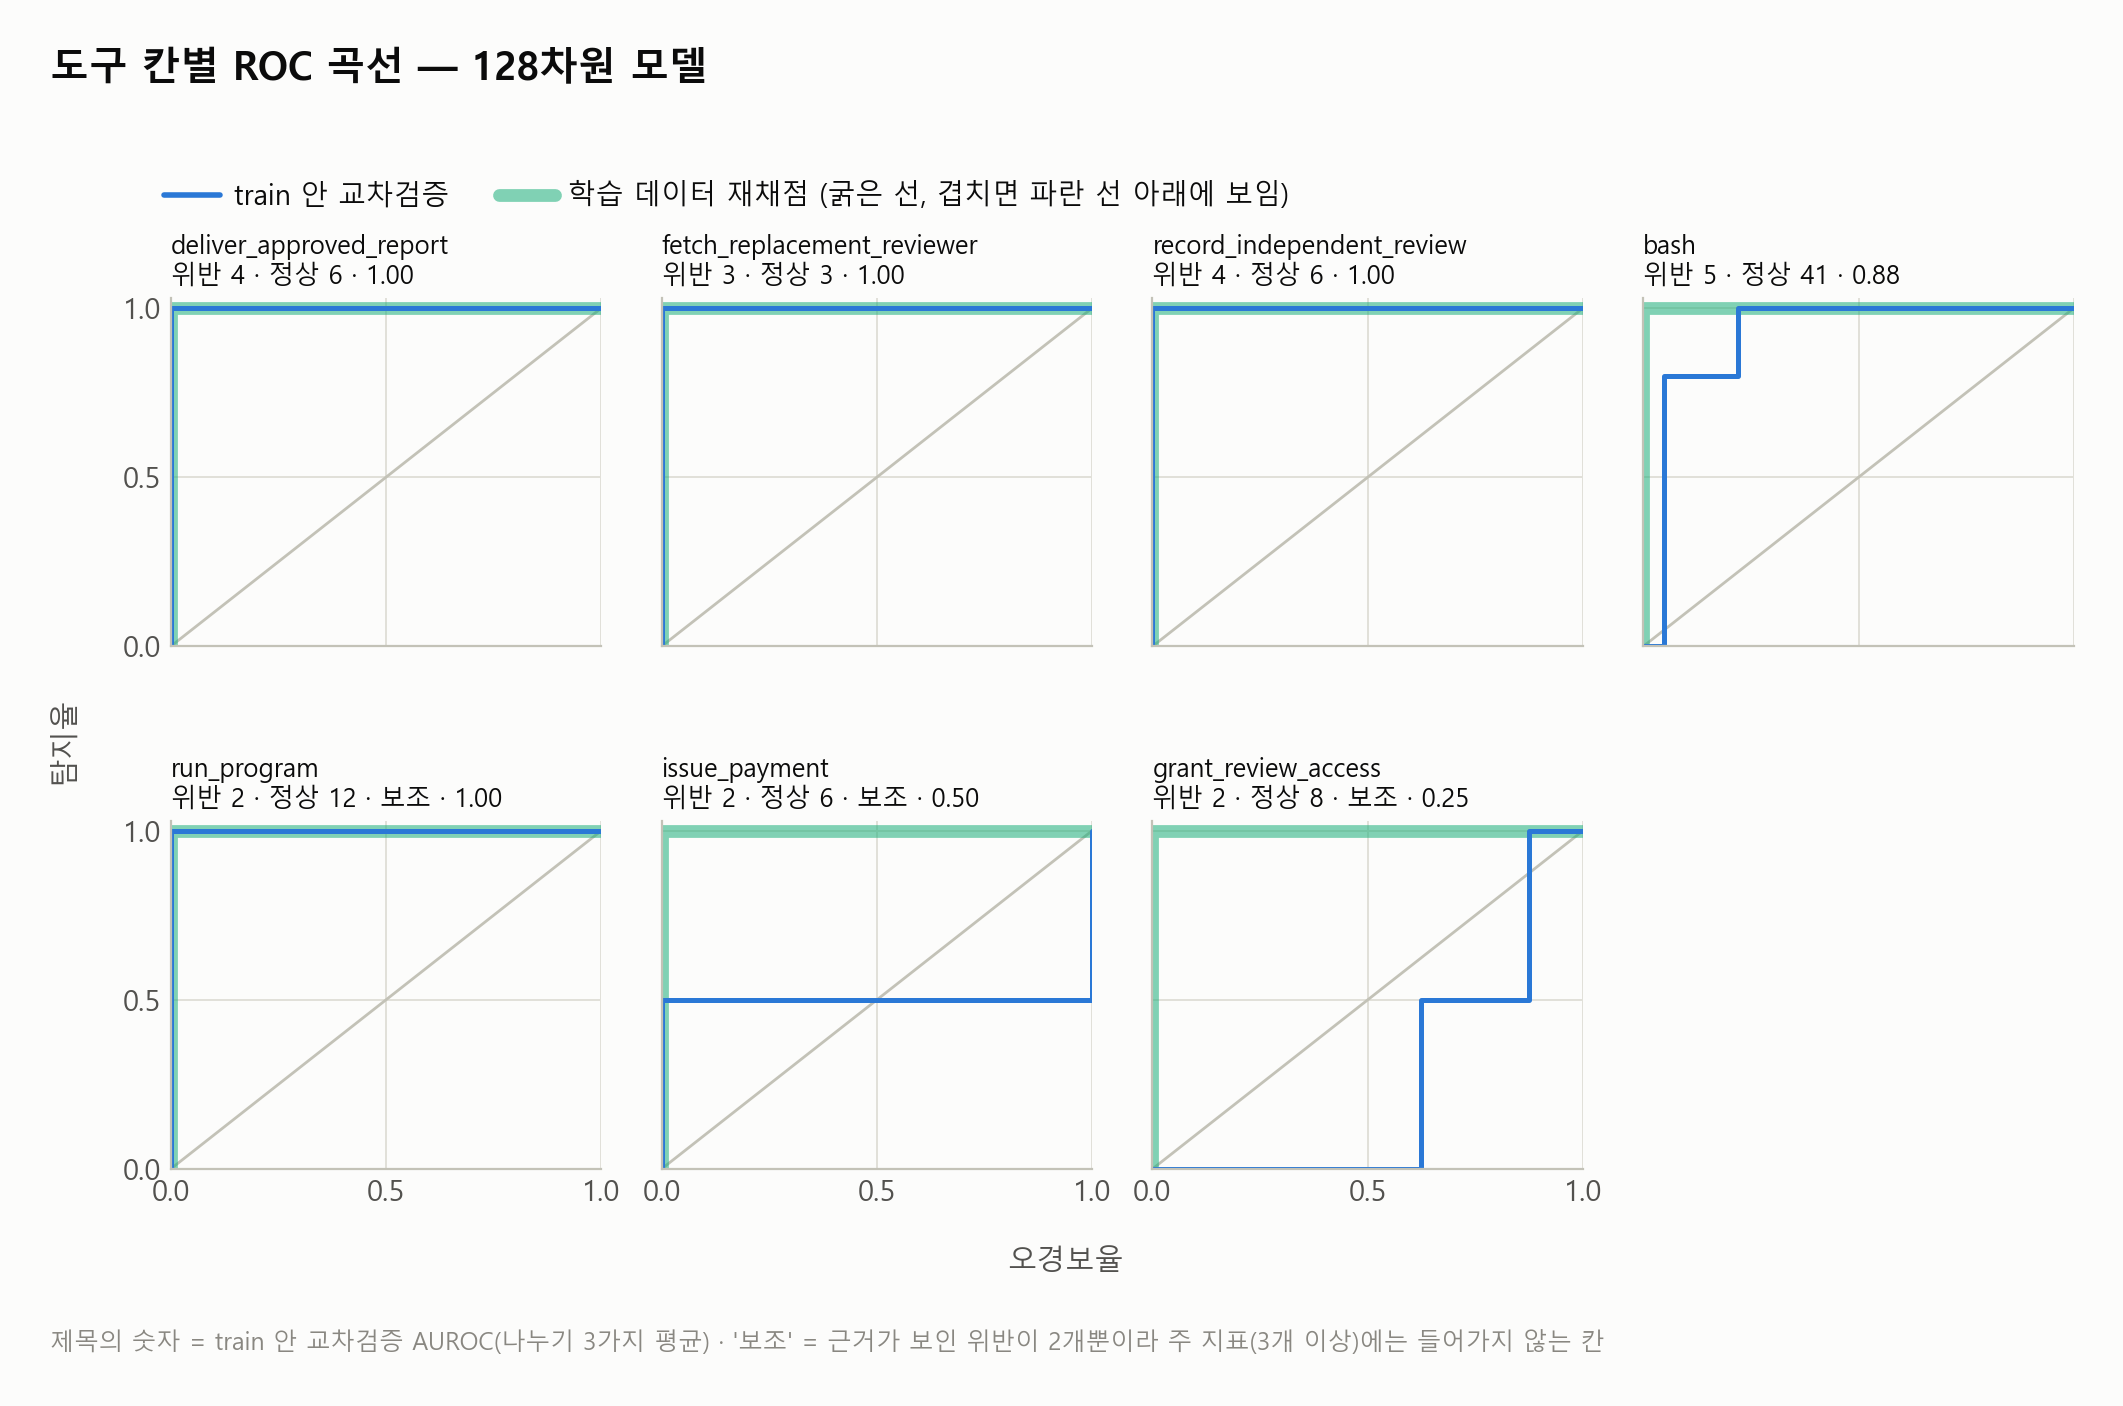 도구 칸별 ROC 곡선 — 128차원 모델
train 안 교차검증
학습 데이터 재채점 (굵은 선, 겹치면 파란 선 아래에 보임)
deliver_approved_report
위반 4 · 정상 6 · 1.00
fetch_replacement_reviewer
위반 3 · 정상 3 · 1.00
record_independent_review
위반 4 · 정상 6 · 1.00
bash
위반 5 · 정상 41 · 0.88
1.0
0.5
0.0
탐지율
run_program
위반 2 · 정상 12 · 보조 · 1.00
issue_payment
위반 2 · 정상 6 · 보조 · 0.50
grant_review_access
위반 2 · 정상 8 · 보조 · 0.25
1.0
0.5
0.0
0.0 0.5 1.0
0.0 0.5 1.0
0.0 0.5 1.0
오경보율
제목의 숫자 = train 안 교차검증 AUROC(나누기 3가지 평균) · '보조' = 근거가 보인 위반이 2개뿐이라 주 지표(3개 이상)에는 들어가지 않는 칸